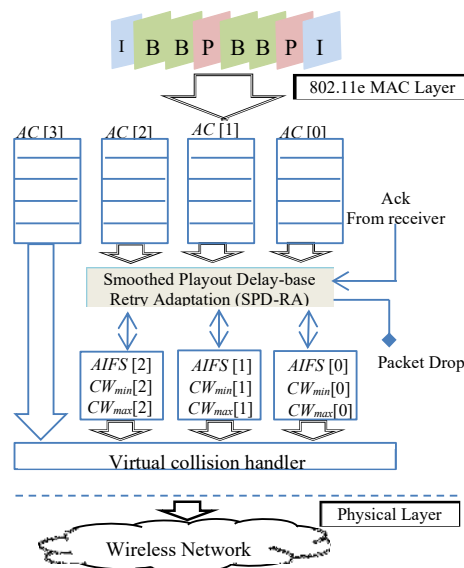 I B B P B B P I
802.11e MAC Layer
AC [3] AC [2] AC [1] AC [0]
Ack
From receiver
Smoothed Playout Delay-base
Retry Adaptation (SPD-RA)
Packet Drop
AIFS [2] AIFS [1] AIFS [0]
CWmin[2] CWmin[1] CWmin[0]
CWmax[2] CWmax[1] CWmax[0]
Virtual collision handler
Physical Layer
Wireless Network